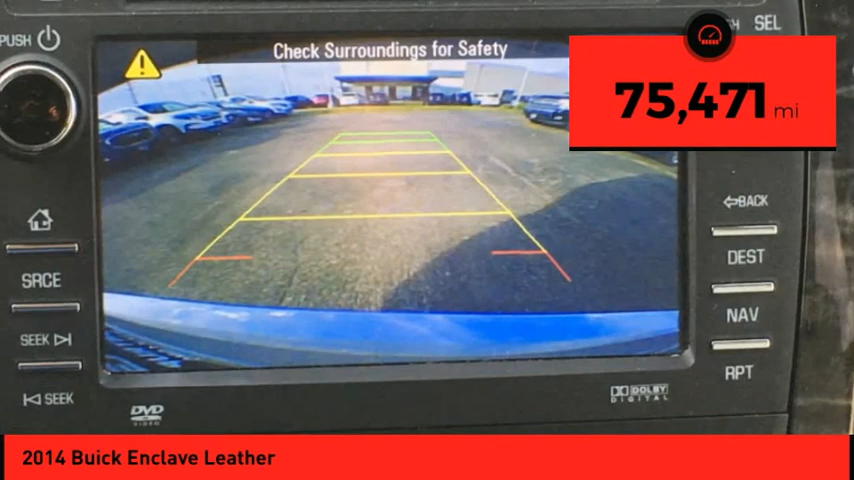 PUSH
SEL
Check Surroundings for Safety
75,471 mi
BACK
SRCE
DEST
SEEK
NAV
SEEK
RPT
DVD
VIDEO
DOLBY
DIGITAL
2014 Buick Enclave Leather